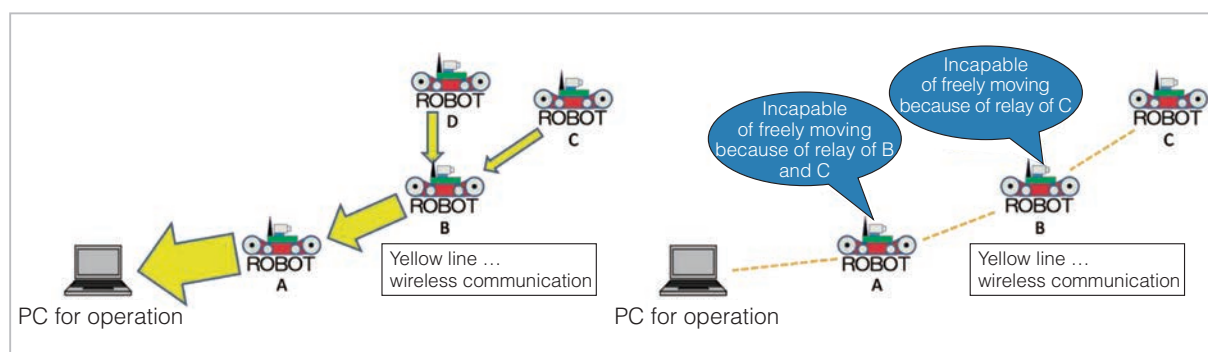 ROBOT
D
ROBOT
C
ROBOT
B
ROBOT
A
Yellow line …
wireless communication
PC for operation
Incapable
of freely moving
because of relay of B
and C
Incapable
of freely moving
because of relay of C
ROBOT
C
ROBOT
B
ROBOT
A
Yellow line …
wireless communication
PC for operation